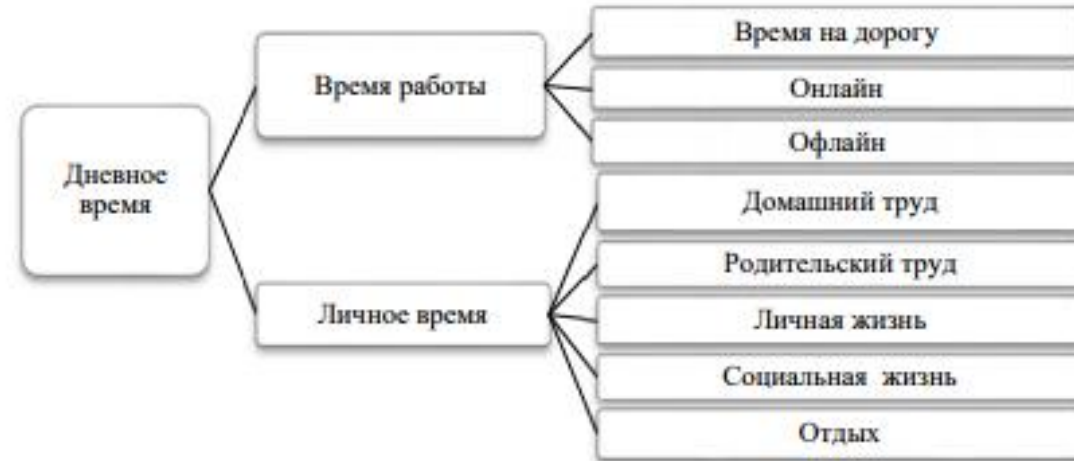 Дневное
время
Время работы
Время на дорогу
Онлайн
Офлайн
Личное время
Домашний труд
Родительский труд
Личная жизнь
Социальная жизнь
Отдых